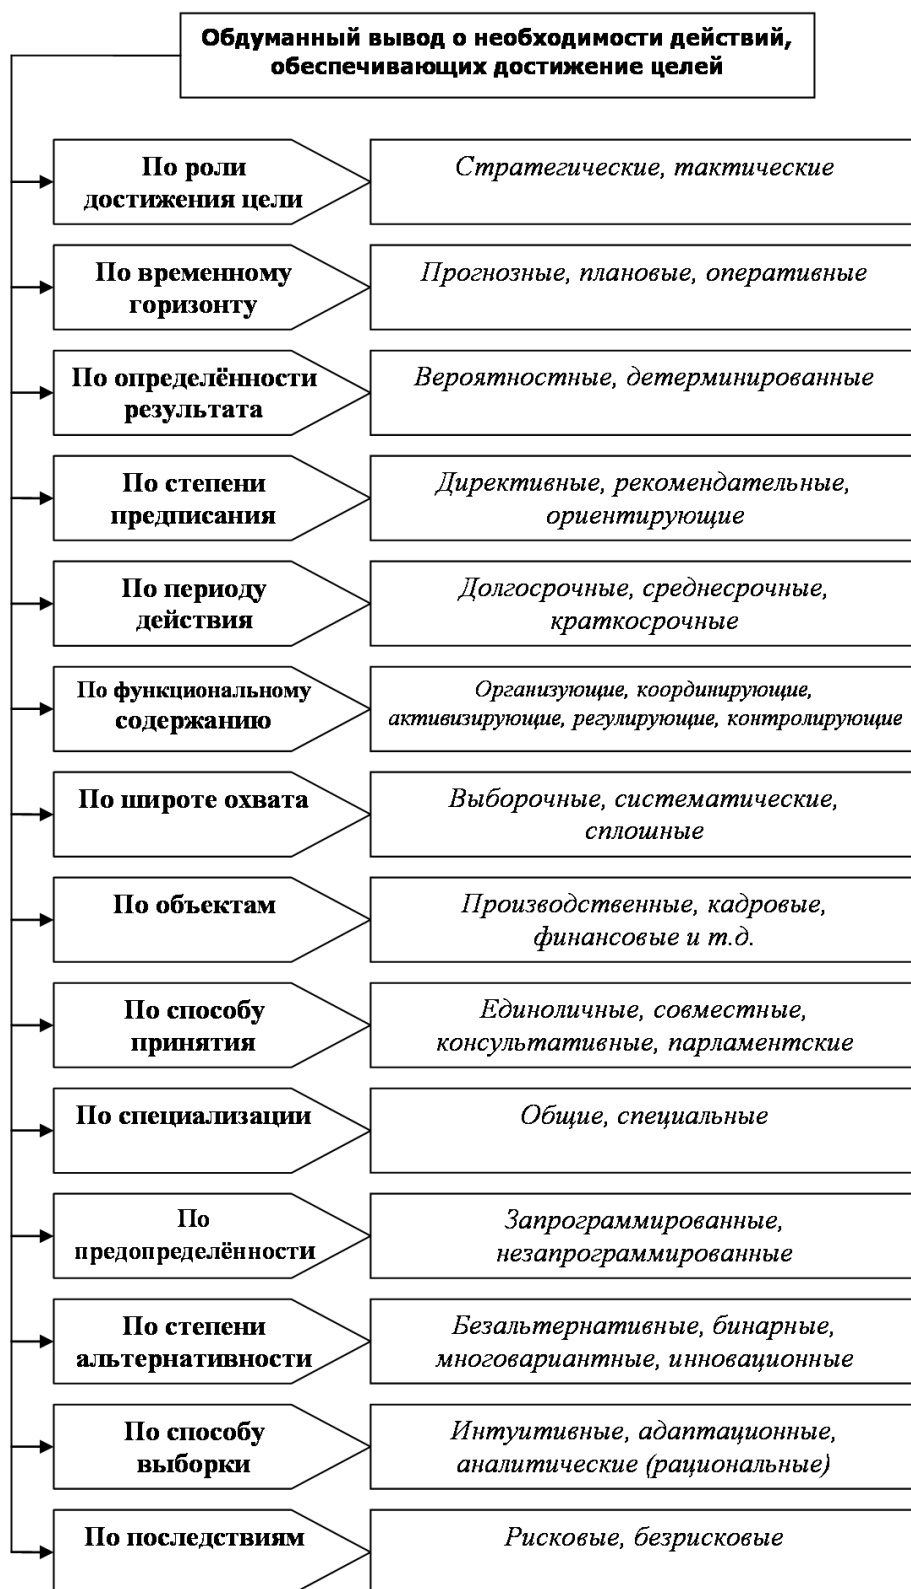 Обдуманный вывод о необходимости действий,
обеспечивающих достижение целей
По роли
достижения цели
Стратегические, тактические
По временному
горизонту
Прогнозные, плановые, оперативные
По определённости
результата
Вероятностные, детерминированные
По степени
предписания
Директивные, рекомендательные,
ориентирующие
По периоду
действия
Долгосрочные, среднесрочные,
краткосрочные
По функциональному
содержанию
Организующие, координирующие,
активизирующие, регулирующие, контролирующие
По широте охвата
Выборочные, систематические,
сплошные
По объектам
Производственные, кадровые,
финансовые и т.д.
По способу
принятия
Единоличные, совместные,
консультативные, парламентские
По специализации
Общие, специальные
По
предопределённости
Запрограммированные,
незапрограммированные
По степени
альтернативности
Безальтернативные, бинарные,
многовариантные, инновационные
По способу
выборки
Интуитивные, адаптационные,
аналитические (рациональные)
По последствиям
Рисковые, безрисковые